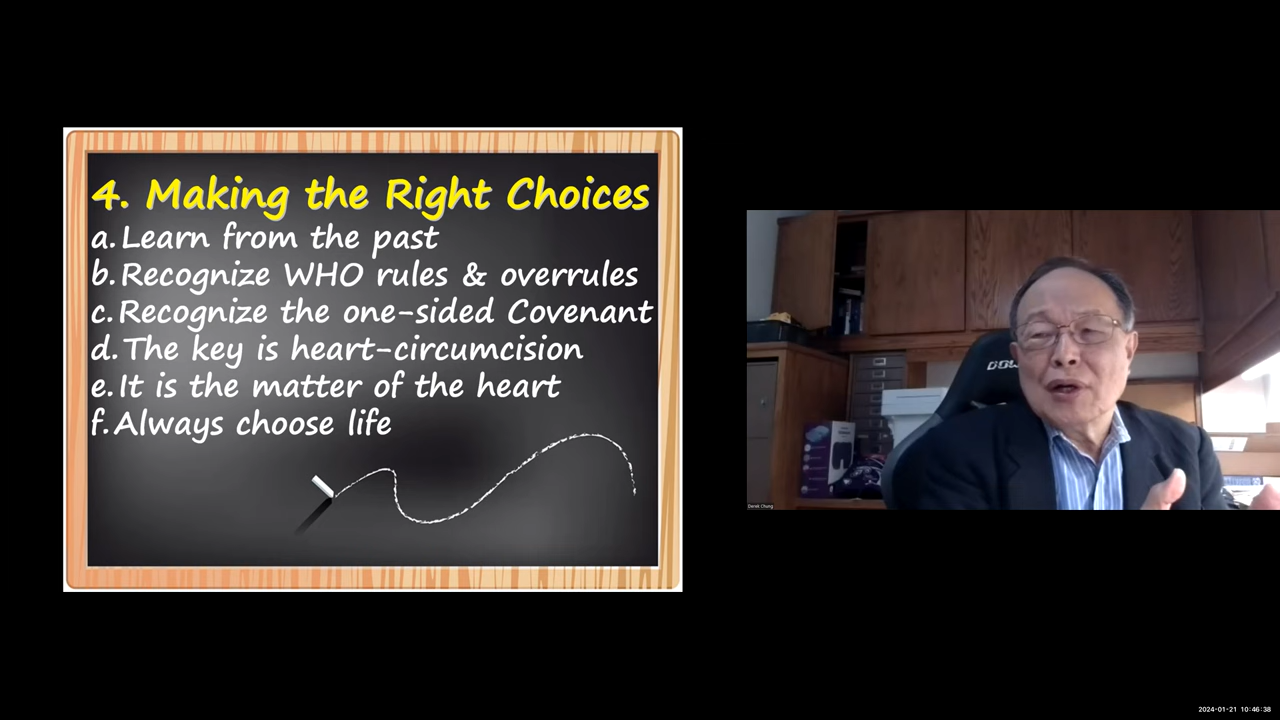 4. Making the Right Choices
a. Learn from the past
b. Recognize WHO rules & overrules
c. Recognize the one-sided Covenant
d. The key is heart-circumcision
e. It is the matter of the heart
f. Always choose life
Derek Chung
2024-01-21 10:46:38